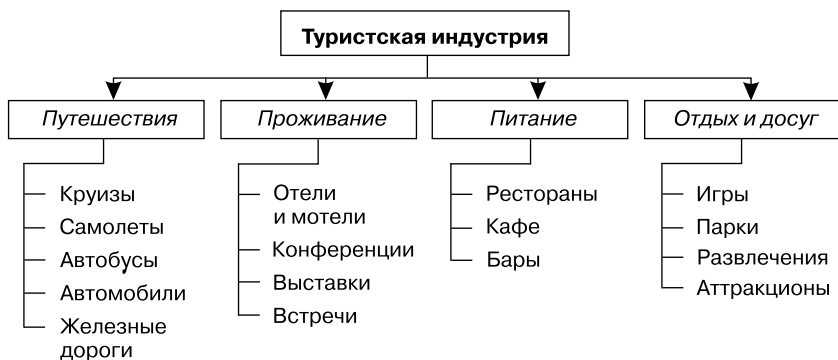 Туристская индустрия
Путешествия
Круизы
Самолеты
Автобусы
Автомобили
Железные
дороги
Проживание
Отели
и мотели
Конференции
Выставки
Встречи
Питание
Рестораны
Кафе
Бары
Отдых и досуг
Игры
Парки
Развлечения
Аттракционы